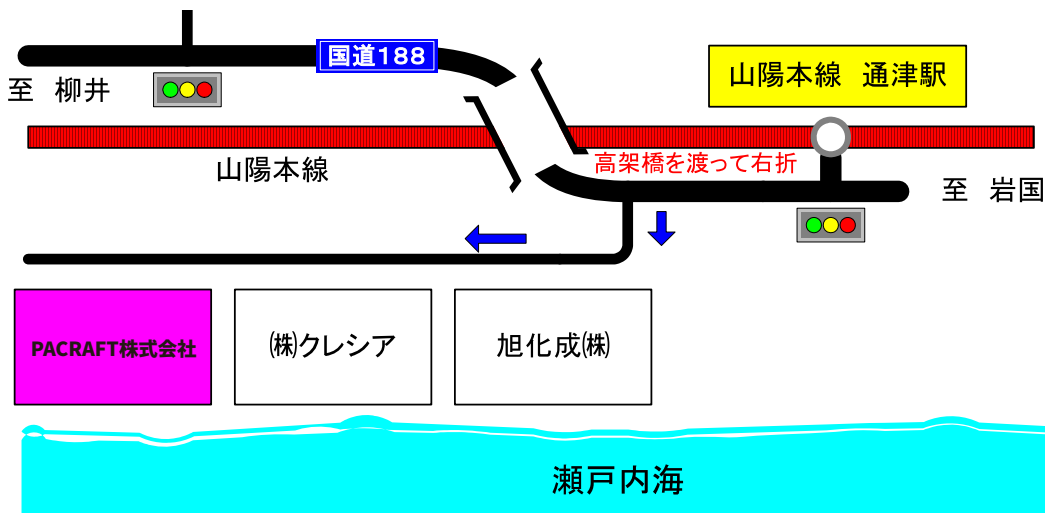 国道188
山陽本線　通津駅
至　柳井
山陽本線
高架橋を渡って右折
至　岩国
PACRAFT株式会社
㈱クレシア
旭化成㈱
瀬戸内海